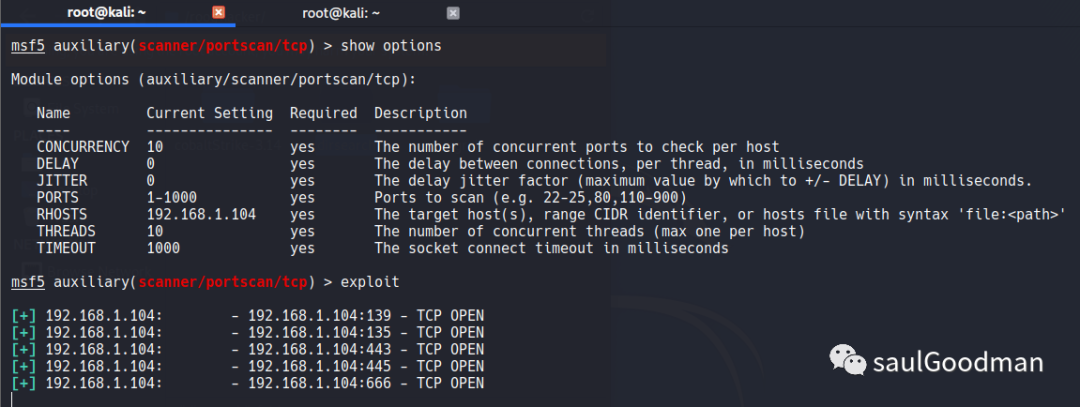 root@kali: ~ root@kali: ~
msf5 auxiliary(scanner/portscan/tcp) > show options
Module options (auxiliary/scanner/portscan/tcp):
Name Current Setting Required Description
---- --------------- -------- -----------
CONCURRENCY 10 yes The number of concurrent ports to check per host
DELAY 0 yes The delay between connections, per thread, in milliseconds
JITTER 0 yes The delay jitter factor (maximum value by which to +/- DELAY) in milliseconds.
PORTS 1-1000 yes Ports to scan (e.g. 22-25,80,110-900)
RHOSTS 192.168.1.104 yes The target host(s), range CIDR identifier, or hosts file with syntax 'file:<path>'
THREADS 10 yes The number of concurrent threads (max one per host)
TIMEOUT 1000 yes The socket connect timeout in milliseconds
msf5 auxiliary(scanner/portscan/tcp) > exploit
[+] 192.168.1.104: - 192.168.1.104:139 - TCP OPEN
[+] 192.168.1.104: - 192.168.1.104:135 - TCP OPEN
[+] 192.168.1.104: - 192.168.1.104:443 - TCP OPEN
[+] 192.168.1.104: - 192.168.1.104:445 - TCP OPEN
[+] 192.168.1.104: - 192.168.1.104:666 - TCP OPEN
saulGoodman